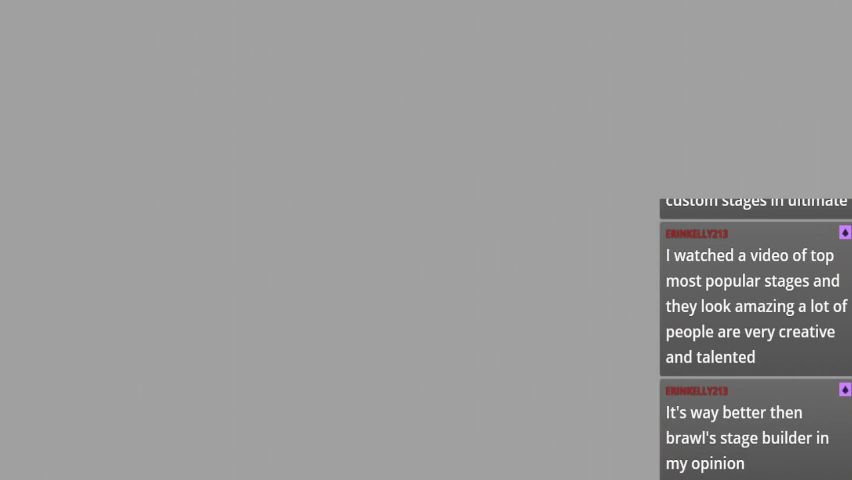 custom stages in ultimate
ERINKELLY213
I watched a video of top
most popular stages and
they look amazing a lot of
people are very creative
and talented
ERINKELLY213
It's way better then
brawl's stage builder in
my opinion